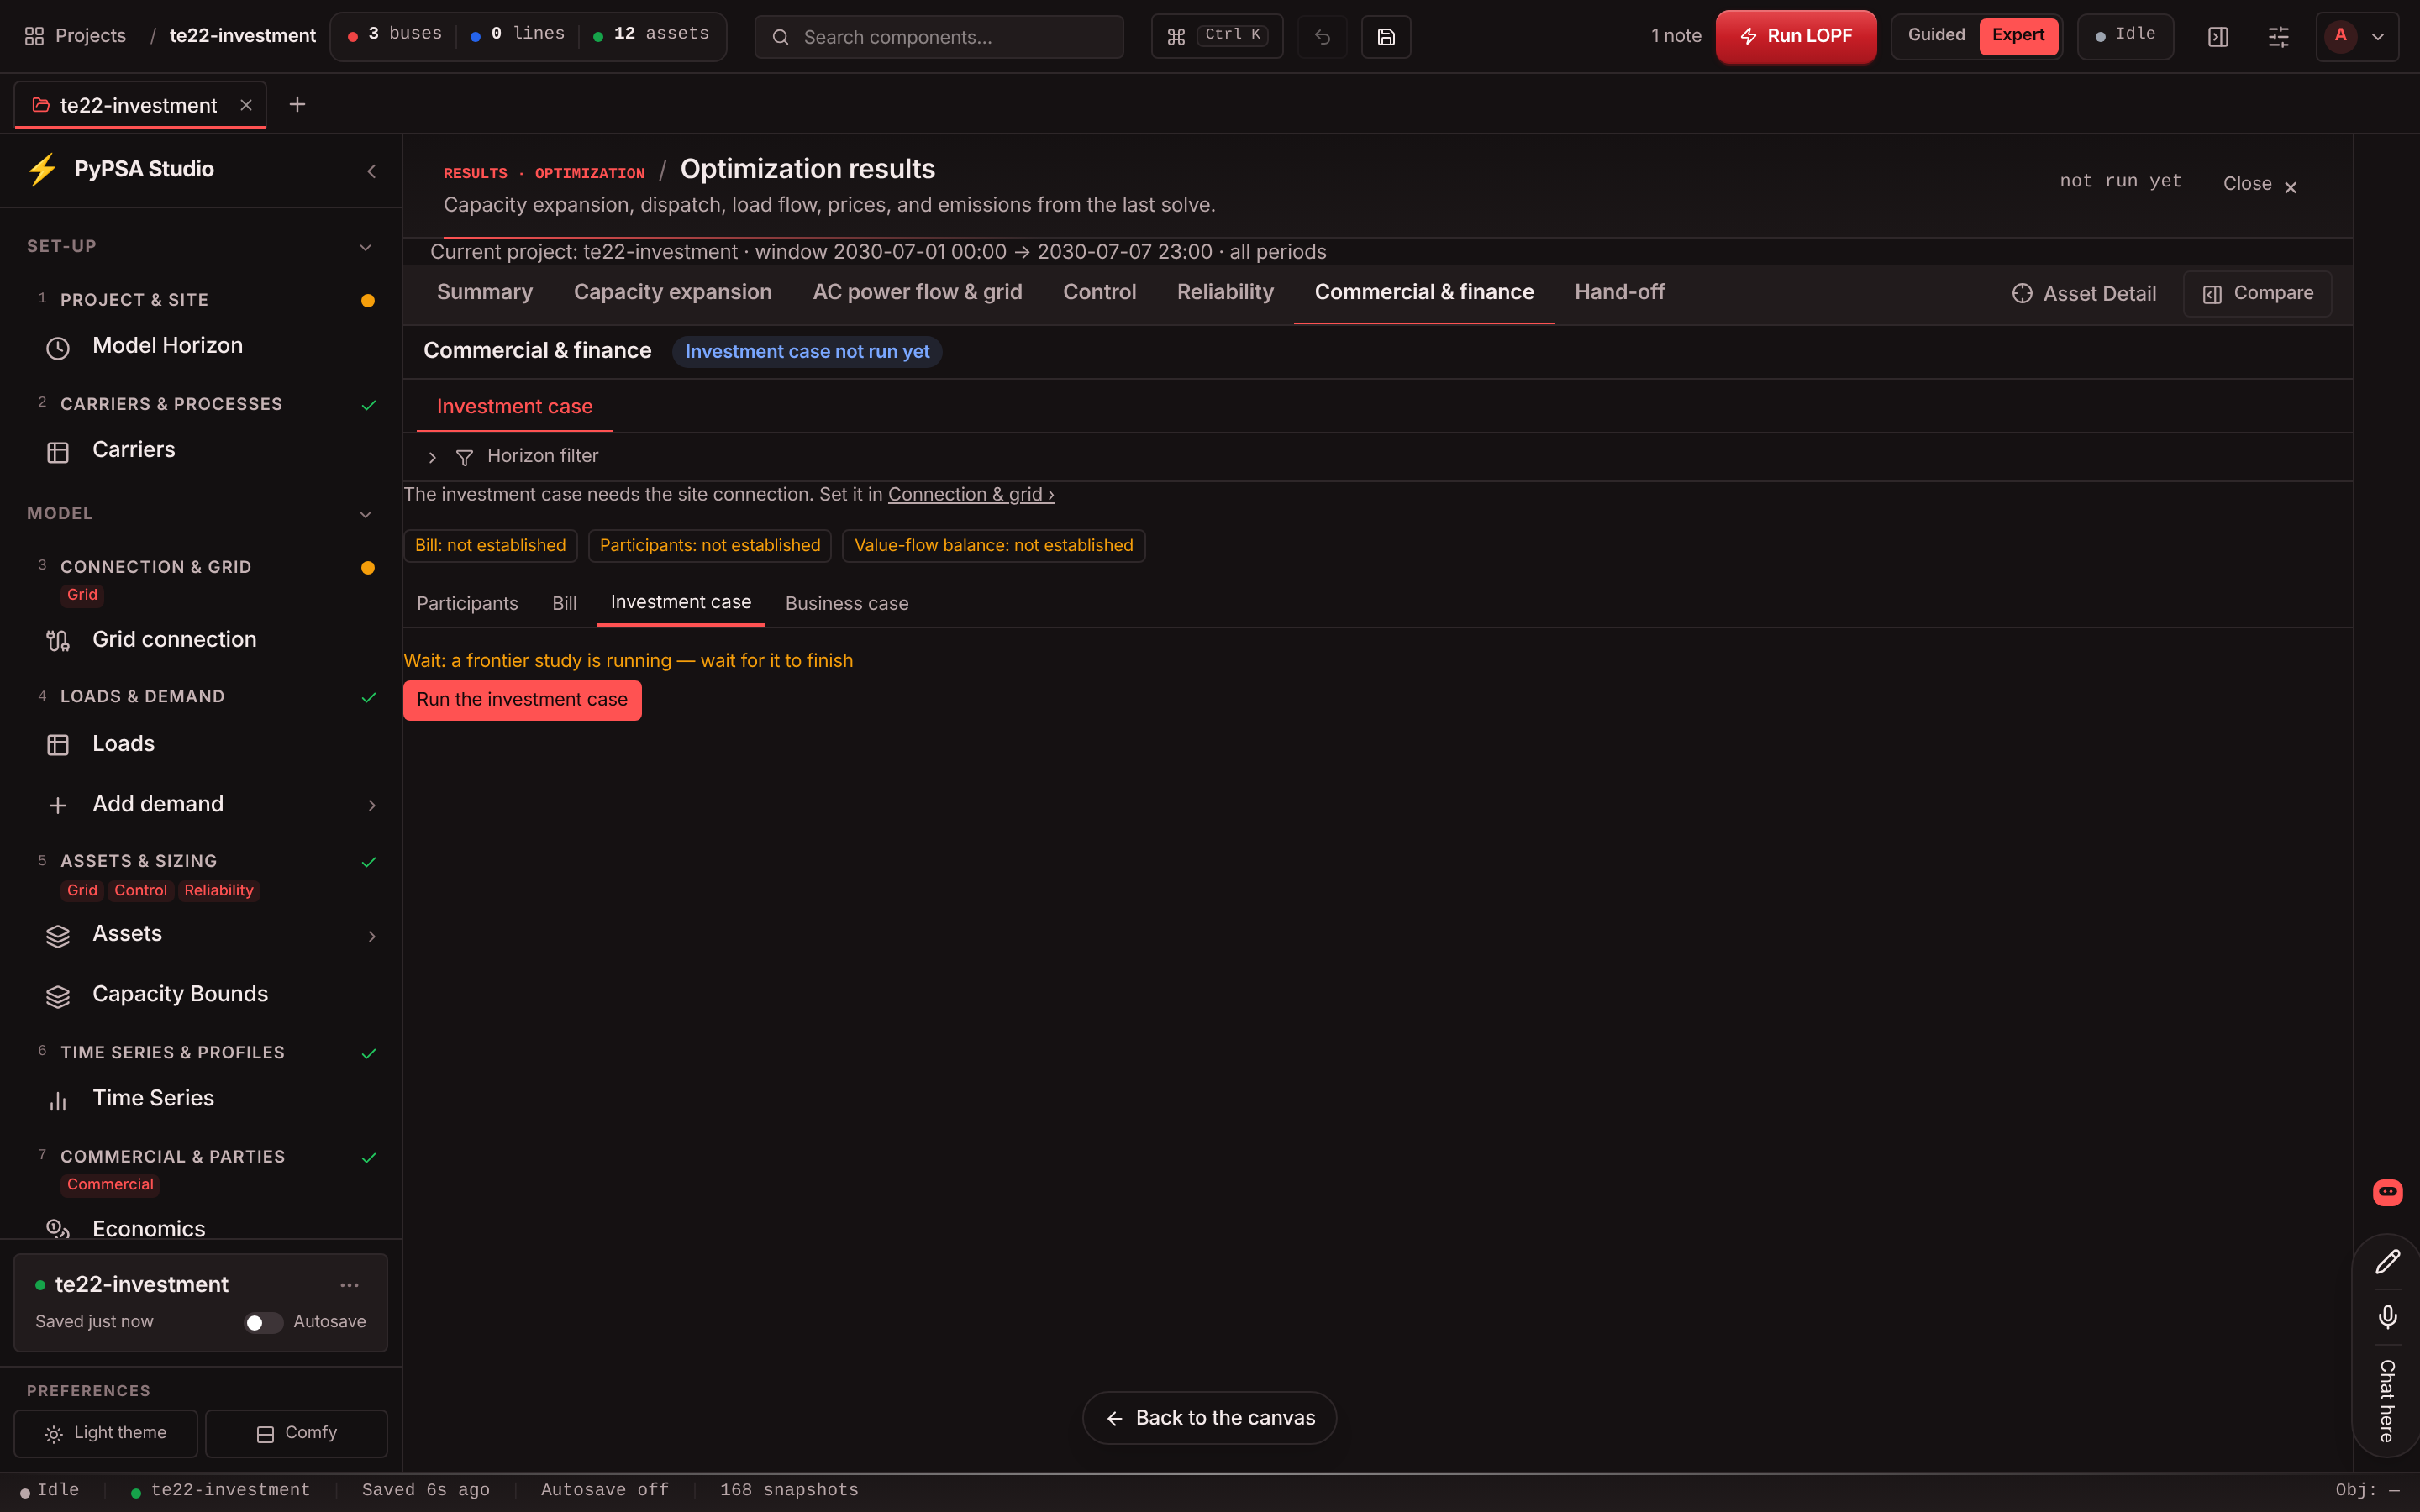 Projects / te22-investment 3 buses 0 lines 12 assets Search components... Ctrl K 1 note Run LOPF Guided Expert Idle A
te22-investment
PyPSA Studio
RESULTS · OPTIMIZATION / Optimization results
not run yet Close
Capacity expansion, dispatch, load flow, prices, and emissions from the last solve.
Current project: te22-investment · window 2030-07-01 00:00 → 2030-07-07 23:00 · all periods
Summary Capacity expansion AC power flow & grid Control Reliability Commercial & finance Hand-off Asset Detail Compare
Commercial & finance Investment case not run yet
Investment case
Horizon filter
The investment case needs the site connection. Set it in Connection & grid ›
Bill: not established Participants: not established Value-flow balance: not established
Participants Bill Investment case Business case
Wait: a frontier study is running — wait for it to finish
Run the investment case
Back to the canvas
SET-UP
1 PROJECT & SITE
Model Horizon
2 CARRIERS & PROCESSES
Carriers
MODEL
3 CONNECTION & GRID
Grid
Grid connection
4 LOADS & DEMAND
Loads
Add demand
5 ASSETS & SIZING
Grid Control Reliability
Assets
Capacity Bounds
6 TIME SERIES & PROFILES
Time Series
7 COMMERCIAL & PARTIES
Commercial
Economics
te22-investment
Saved just now Autosave
PREFERENCES
Light theme Comfy
Chat here
Idle te22-investment Saved 6s ago Autosave off 168 snapshots Obj: —